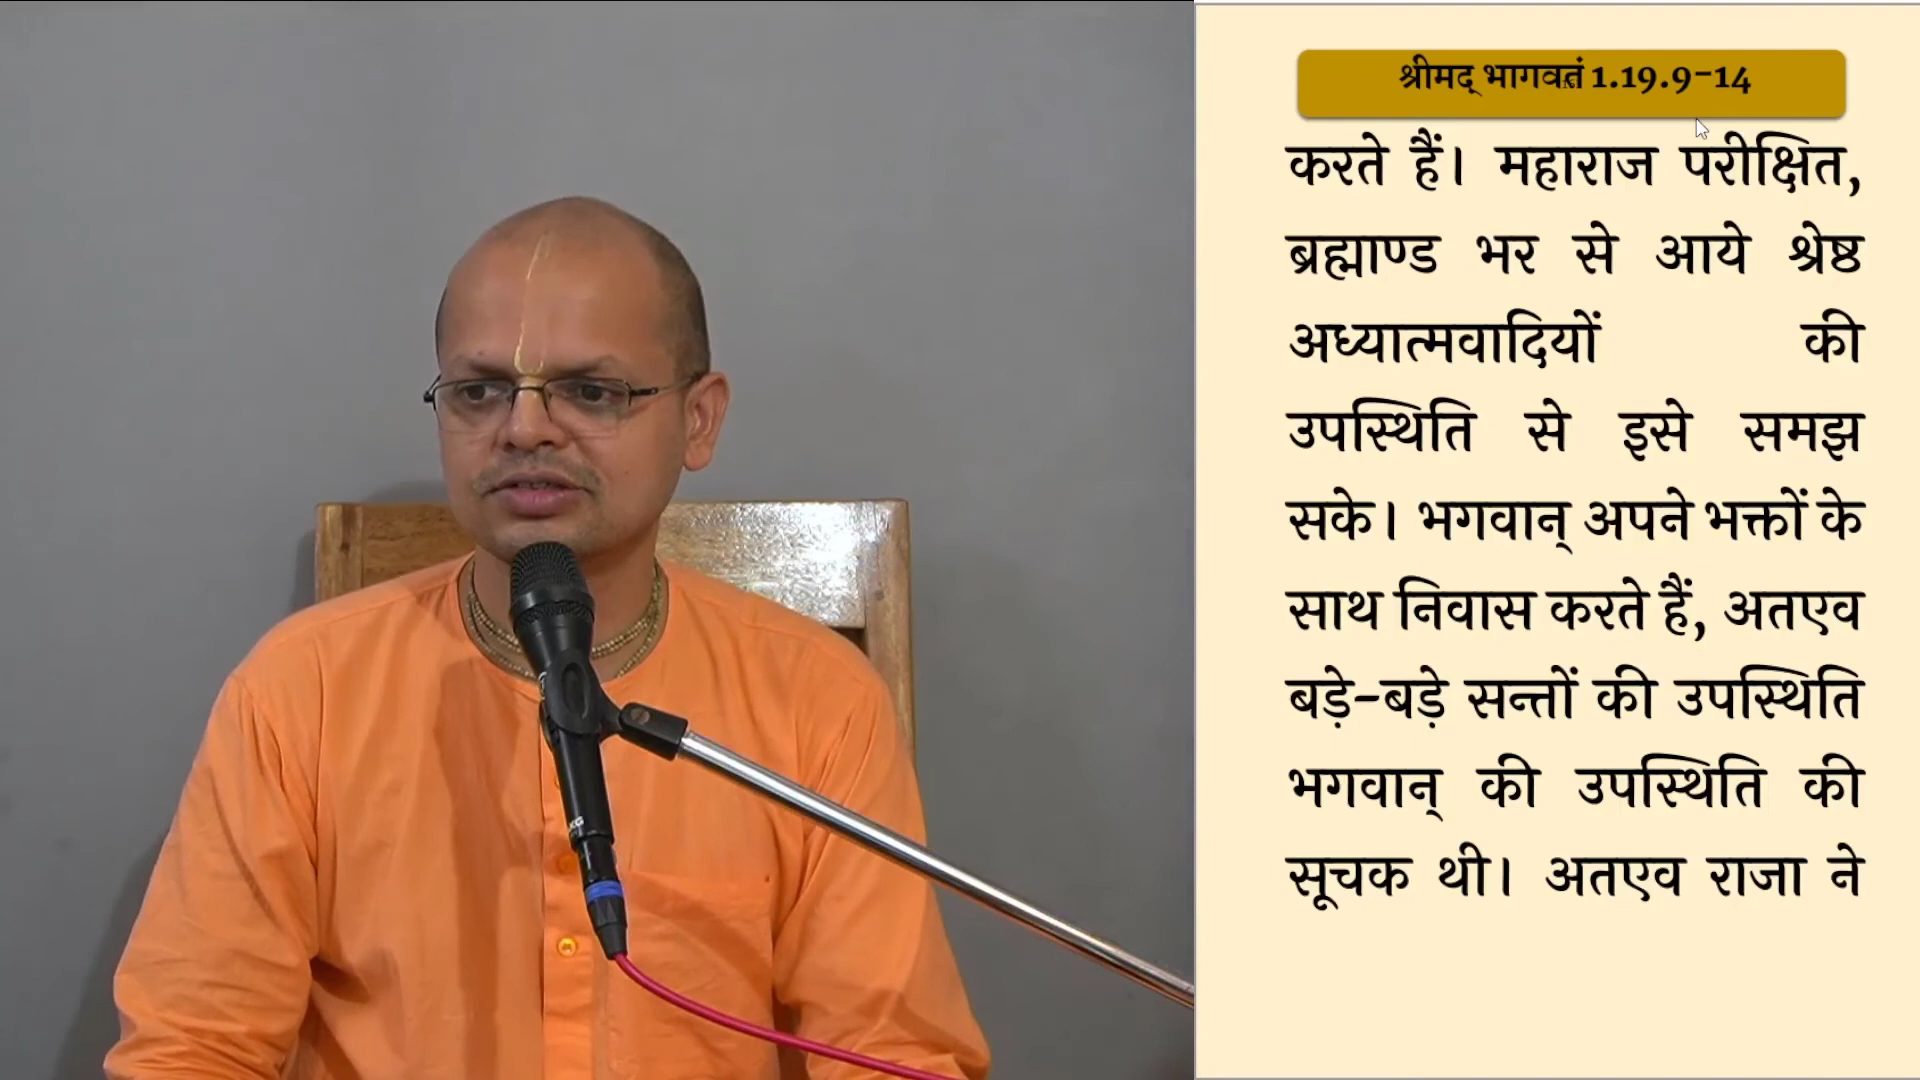 श्रीमद् भागवतं 1.19.9-14
करते हैं। महाराज परीक्षित,
ब्रह्माण्ड भर से आये श्रेष्ठ
अध्यात्मवादियों की
उपस्थिति से इसे समझ
सके। भगवान् अपने भक्तों के
साथ निवास करते हैं, अतएव
बड़े-बड़े सन्तों की उपस्थिति
भगवान् की उपस्थिति की
सूचक थी। अतएव राजा ने